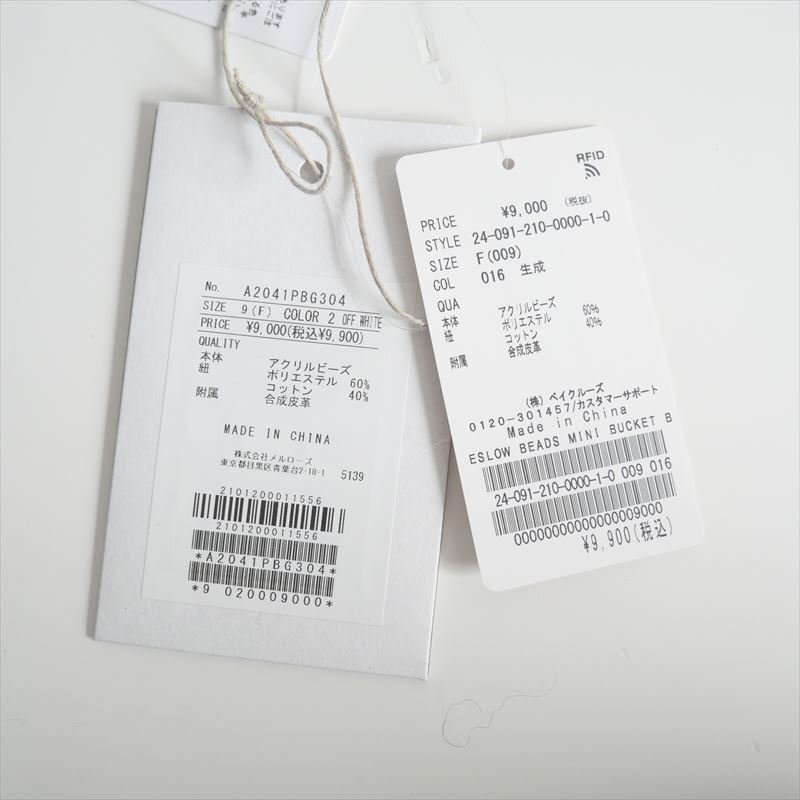 No. A2041PBG304
SIZE 9(F) COLOR 2 OFF WHITE
PRICE ¥9,000(税込¥9,900)
QUALITY
本体 アクリルビーズ
紐 ポリエステル 60%
コットン 40%
附属 合成皮革
MADE IN CHINA
株式会社メルローズ
東京都目黒区青葉台2-18-1 5139
2101200011556
2101200011556
*A2041PBG304*
*9 020009000*
RFID
PRICE ¥9,000 (税抜)
STYLE 24-091-210-0000-1-0
SIZE F(009)
COL 016 生成
QUA
本体 アクリルビーズ
紐 ポリエステル 60%
コットン 40%
附属 合成皮革
(株) ベイクルーズ
0120-301457/カスタマーサポート
Made in China
ESLOW BEADS MINI BUCKET B
24-091-210-0000-1-0 009 016
0000000000000000009000
¥9,900(税込)